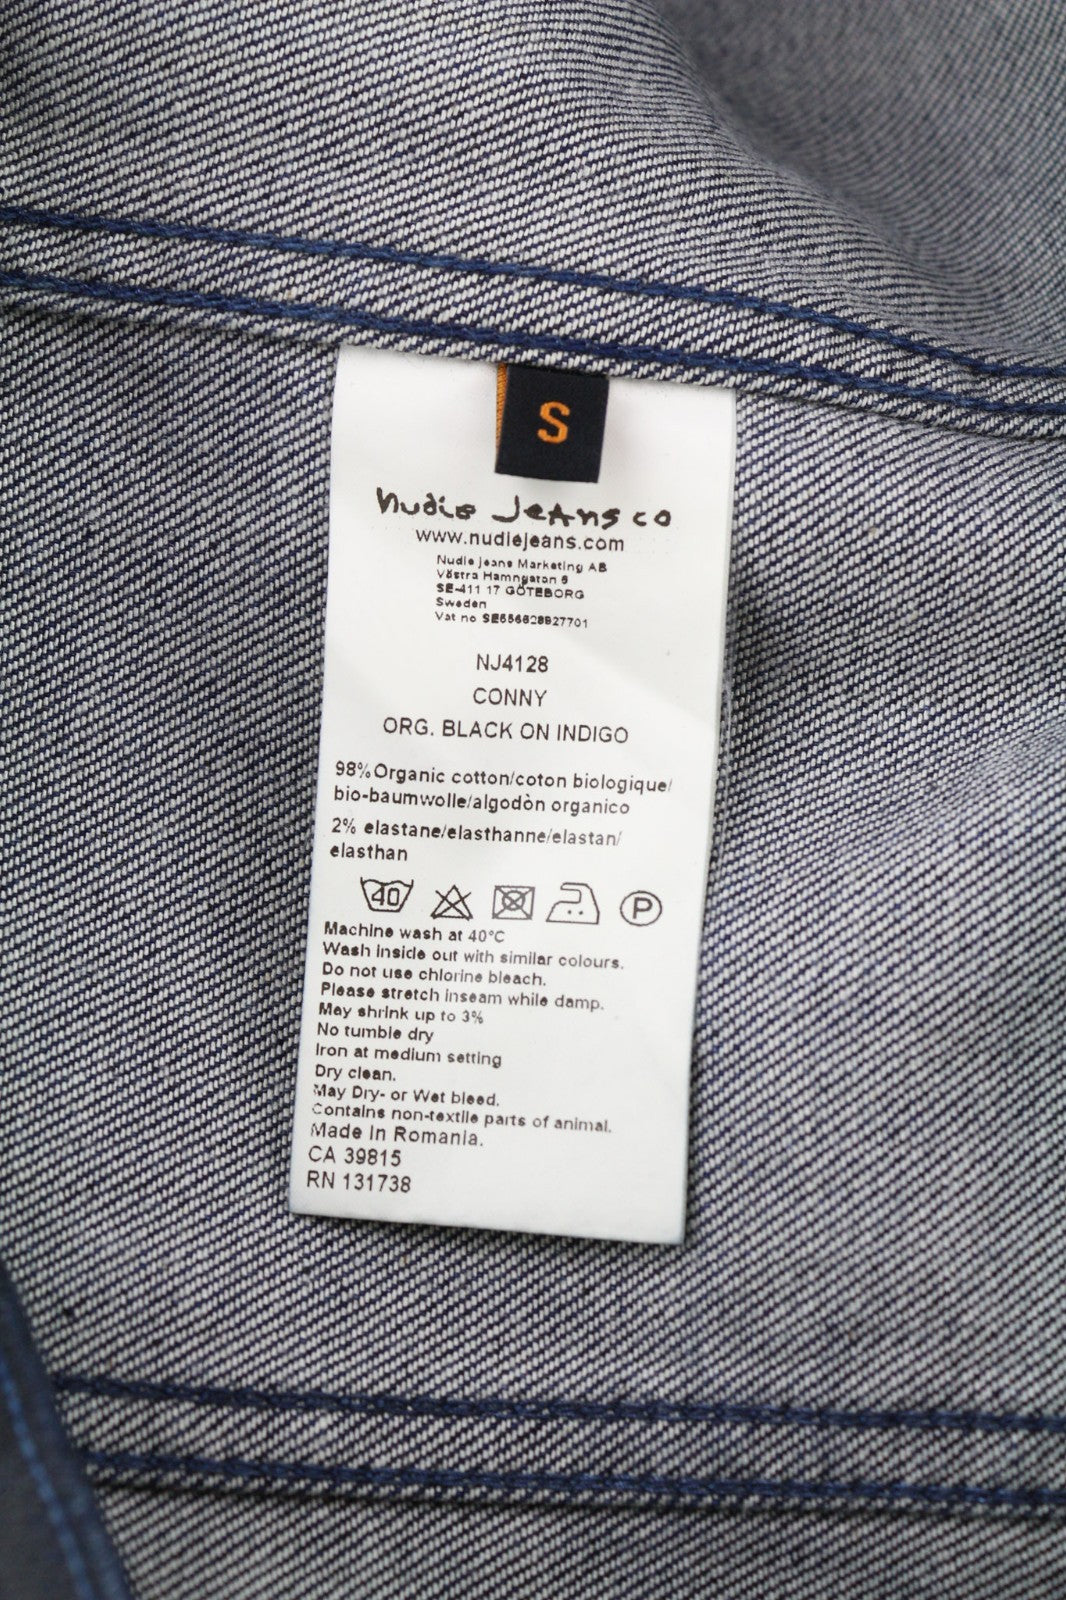 S
nudie jeans co
www.nudiejeans.com
Nudie Jeans Marketing AB
Västra Hamngatan 6
SE-411 17 GÖTEBORG
Sweden
Vat no SE556628927701
NJ4128
CONNY
ORG. BLACK ON INDIGO
98%Organic cotton/coton biologique/
bio-baumwolle/algodòn organico
2% elastane/elasthanne/elastan/
elasthan
40 P
Machine wash at 40°C
Wash inside out with similar colours.
Do not use chlorine bleach.
Please stretch inseam while damp.
May shrink up to 3%
No tumble dry
Iron at medium setting
Dry clean.
May Dry- or Wet bleed.
Contains non-textile parts of animal.
Made in Romania.
CA 39815
RN 131738